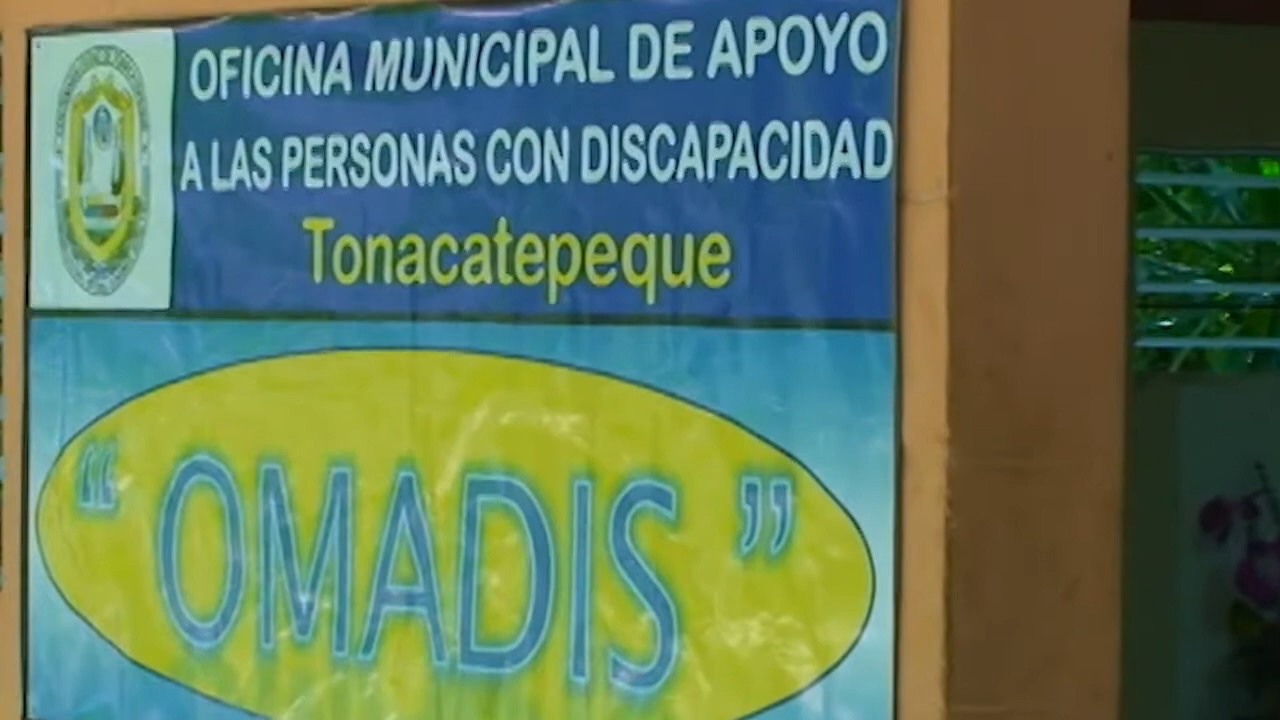 OFICINA MUNICIPAL DE APOYO
A LAS PERSONAS CON DISCAPACIDAD
Tonacatepeque
“ OMADIS ”